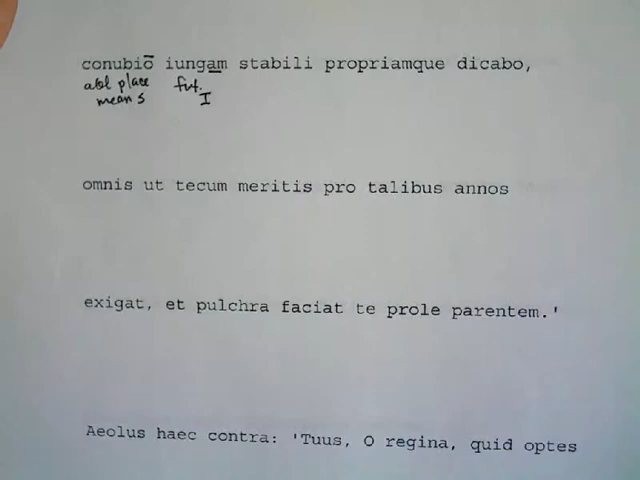 conubiō iungam stabili propriamque dicabo,
abl place fut.
means I
omnis ut tecum meritis pro talibus annos
exigat, et pulchra faciat te prole parentem.'
Aeolus haec contra: 'Tuus, O regina, quid optes